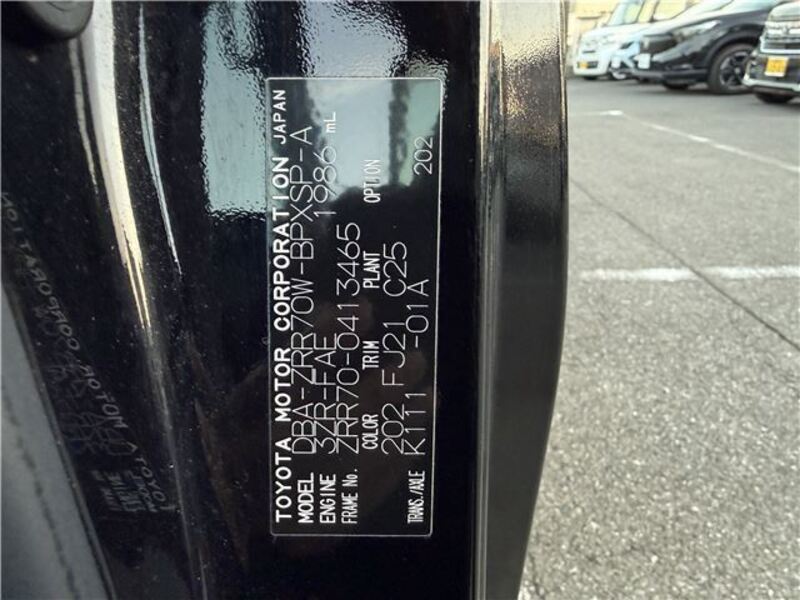 TOYOTA MOTOR CORPORATION JAPAN
MODEL DBA-ZRR70W-BPXSP-A
ENGINE 3ZR-FAE 1986 mL
FRAME No. ZRR70-0413465
COLOR TRIM PLANT OPTION
202 FJ21 C25 202
TRANS./AXLE K111 -01A